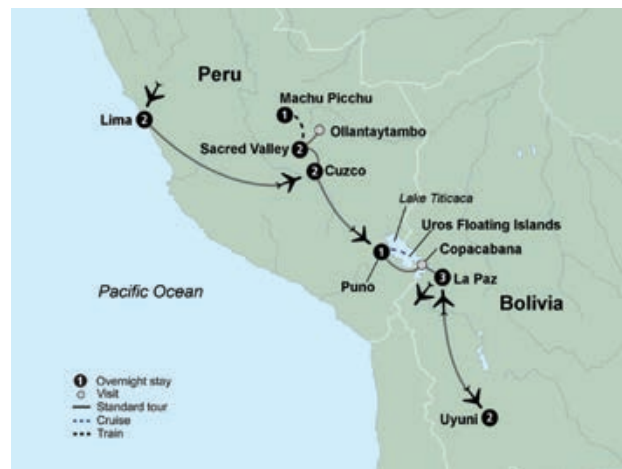 Peru
Machu Picchu
1
Lima 2
Ollantaytambo
Sacred Valley 2
2 Cuzco
Lake Titicaca
Uros Floating Islands
Copacabana
1
Puno
3 La Paz
Pacific Ocean
Bolivia
1 Overnight stay
Visit
Standard tour
Cruise
Train
Uyuni 2